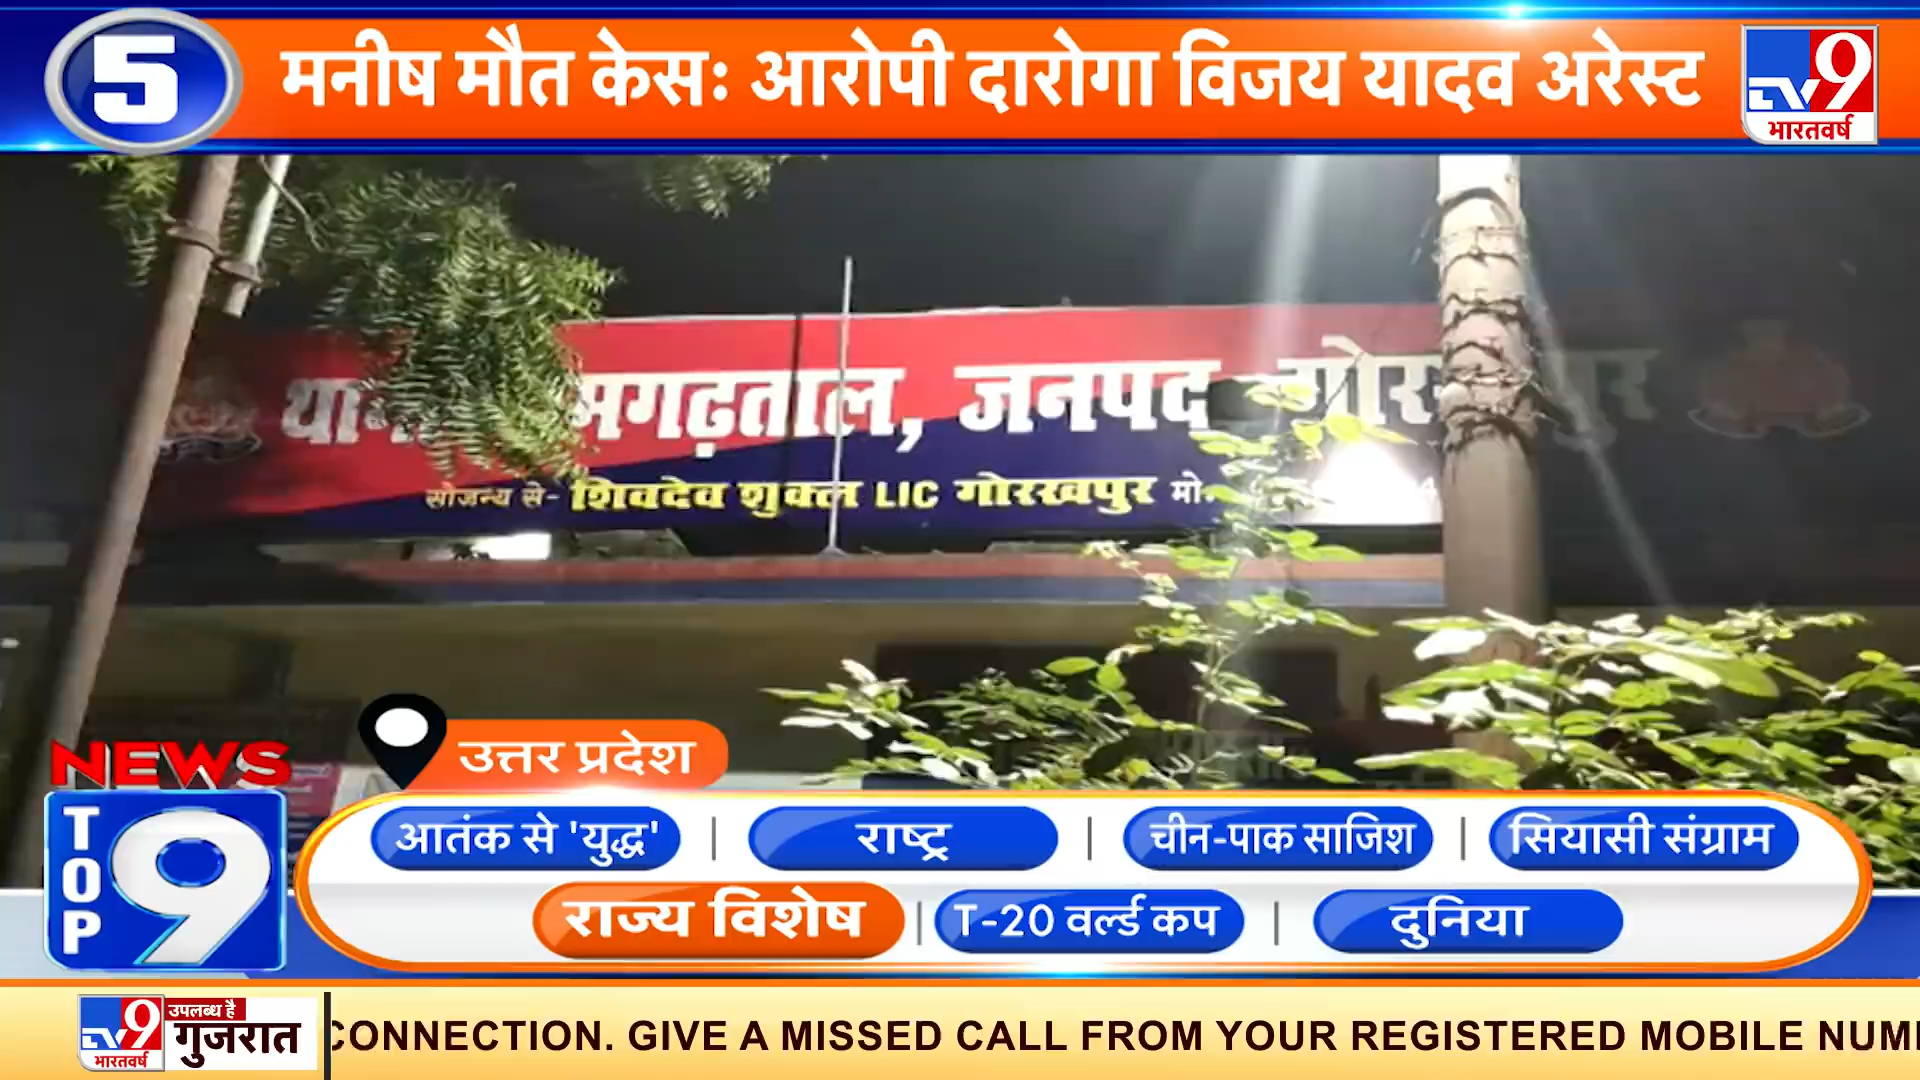 5 मनीष मौत केसः आरोपी दारोगा विजय यादव अरेस्ट
TV9
भारतवर्ष
मगढ़ताल, जनपद
सौजन्य से- शिवदेव शुक्ल LIC गोरखपुर मो.
उत्तर प्रदेश
NEWS
TOP 9
आतंक से 'युद्ध' | राष्ट्र | चीन-पाक साजिश | सियासी संग्राम
राज्य विशेष | T-20 वर्ल्ड कप | दुनिया
TV9 उपलब्ध है
भारतवर्ष गुजरात
CONNECTION. GIVE A MISSED CALL FROM YOUR REGISTERED MOBILE NUM